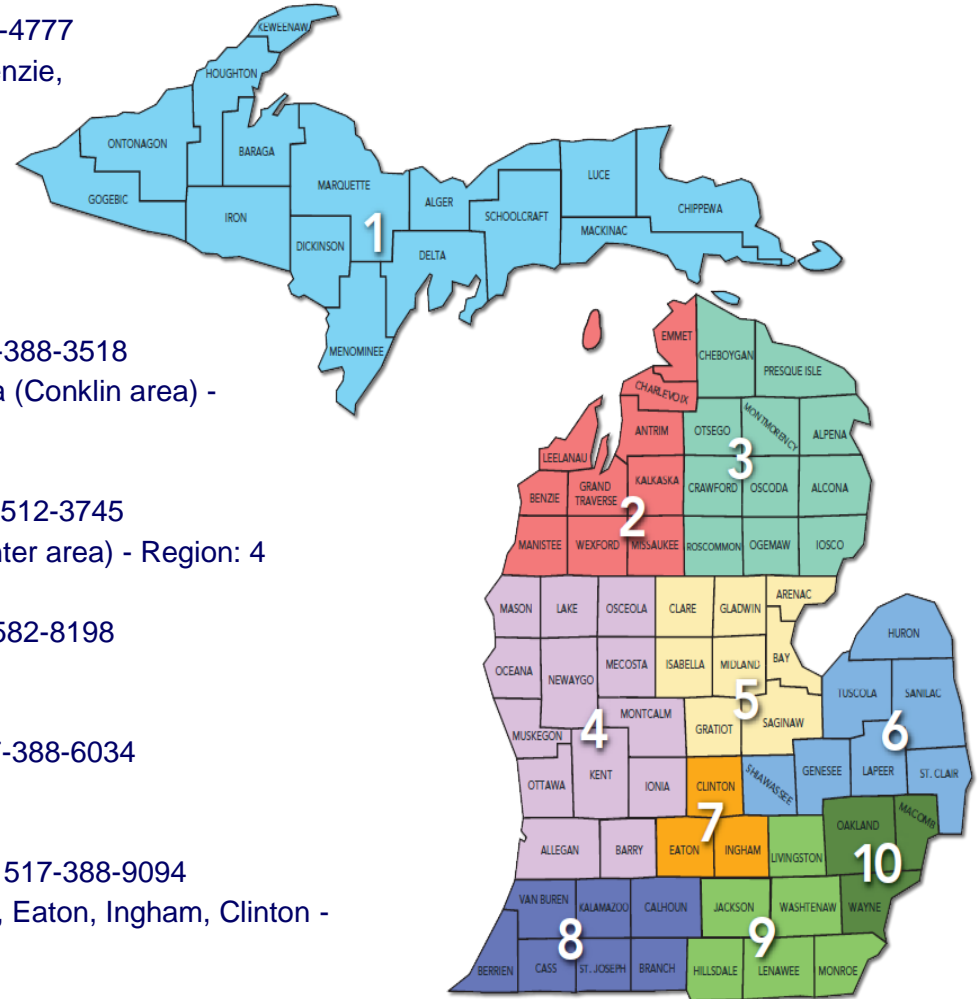 -4777
enzie,
-388-3518
a (Conklin area) -
512-3745
nter area) - Region: 4
582-8198
7-388-6034
517-388-9094
, Eaton, Ingham, Clinton -
KEWEENAW
HOUGHTON
ONTONAGON
BARAGA
GOGEBIC
IRON
MARQUETTE
DICKINSON
1
ALGER
DELTA
SCHOOLCRAFT
LUCE
CHIPPEWA
MACKINAC
MENOMINEE
EMMET
CHEBOYGAN
PRESQUE ISLE
CHARLEVOIX
ANTRIM
OTSEGO
MONTMORENCY
ALPENA
3
LEELANAU
BENZIE
GRAND
TRAVERSE
KALKASKA
CRAWFORD
OSCODA
ALCONA
2
MANISTEE
WEXFORD
MISSAUKEE
ROSCOMMON
OGEMAW
IOSCO
MASON
LAKE
OSCEOLA
CLARE
GLADWIN
ARENAC
OCEANA
NEWAYGO
MECOSTA
ISABELLA
MIDLAND
BAY
HURON
TUSCOLA
SANILAC
5
6
MUSKEGON
MONTCALM
4
GRATIOT
SAGINAW
OTTAWA
KENT
IONIA
CLINTON
SHIAWASSEE
GENESEE
LAPEER
ST. CLAIR
7
ALLEGAN
BARRY
EATON
INGHAM
LIVINGSTON
OAKLAND
MACOMB
10
VAN BUREN
KALAMAZOO
CALHOUN
JACKSON
WASHTENAW
WAYNE
8
9
BERRIEN
CASS
ST. JOSEPH
BRANCH
HILLSDALE
LENAWEE
MONROE